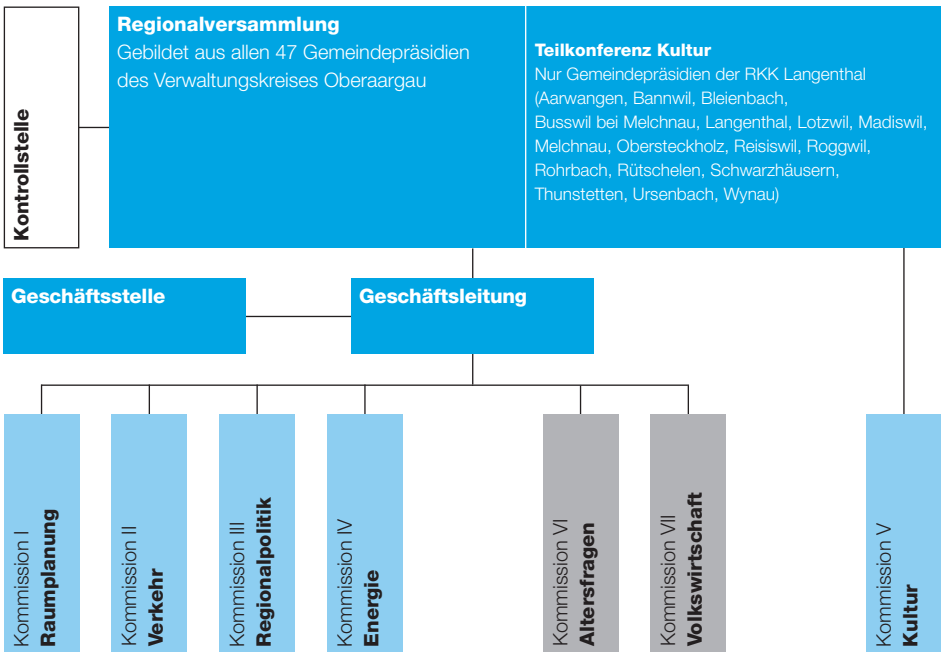 Kontrollstelle
Regionalversammlung
Gebildet aus allen 47 Gemeindepräsidien
des Verwaltungskreises Oberaargau
Teilkonferenz Kultur
Nur Gemeindepräsidien der RKK Langenthal
(Aarwangen, Bannwil, Bleienbach,
Busswil bei Melchnau, Langenthal, Lotzwil, Madiswil,
Melchnau, Obersteckholz, Reisiswil, Roggwil,
Rohrbach, Rütschelen, Schwarzhäusern,
Thunstetten, Ursenbach, Wynau)
Geschäftsstelle
Geschäftsleitung
Kommission I
Raumplanung
Kommission II
Verkehr
Kommission III
Regionalpolitik
Kommission IV
Energie
Kommission VI
Altersfragen
Kommission VII
Volkswirtschaft
Kommission V
Kultur